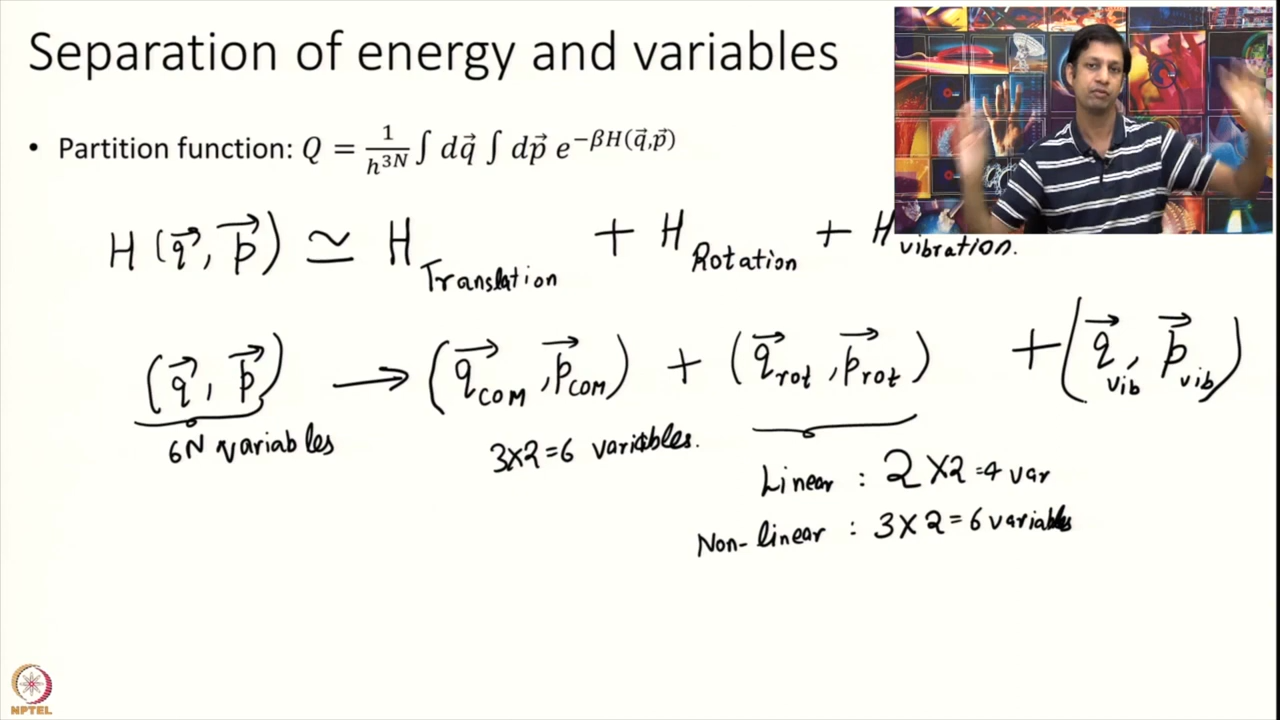 Separation of energy and variables
• Partition function: Q = 1/h^{3N} ∫ dq⃗ ∫ dp⃗ e^{−βH(q⃗,p⃗)}
H (q⃗, p⃗) ≃ H_Translation + H_Rotation + H_vibration.
(q⃗, p⃗) → (q⃗_COM, p⃗_COM) + (q⃗_rot, p⃗_rot) + (q⃗_vib, p⃗_vib)
6N variables 3×2=6 variables.
Linear : 2×2=4 var
Non-linear : 3×2=6 variables
NPTEL